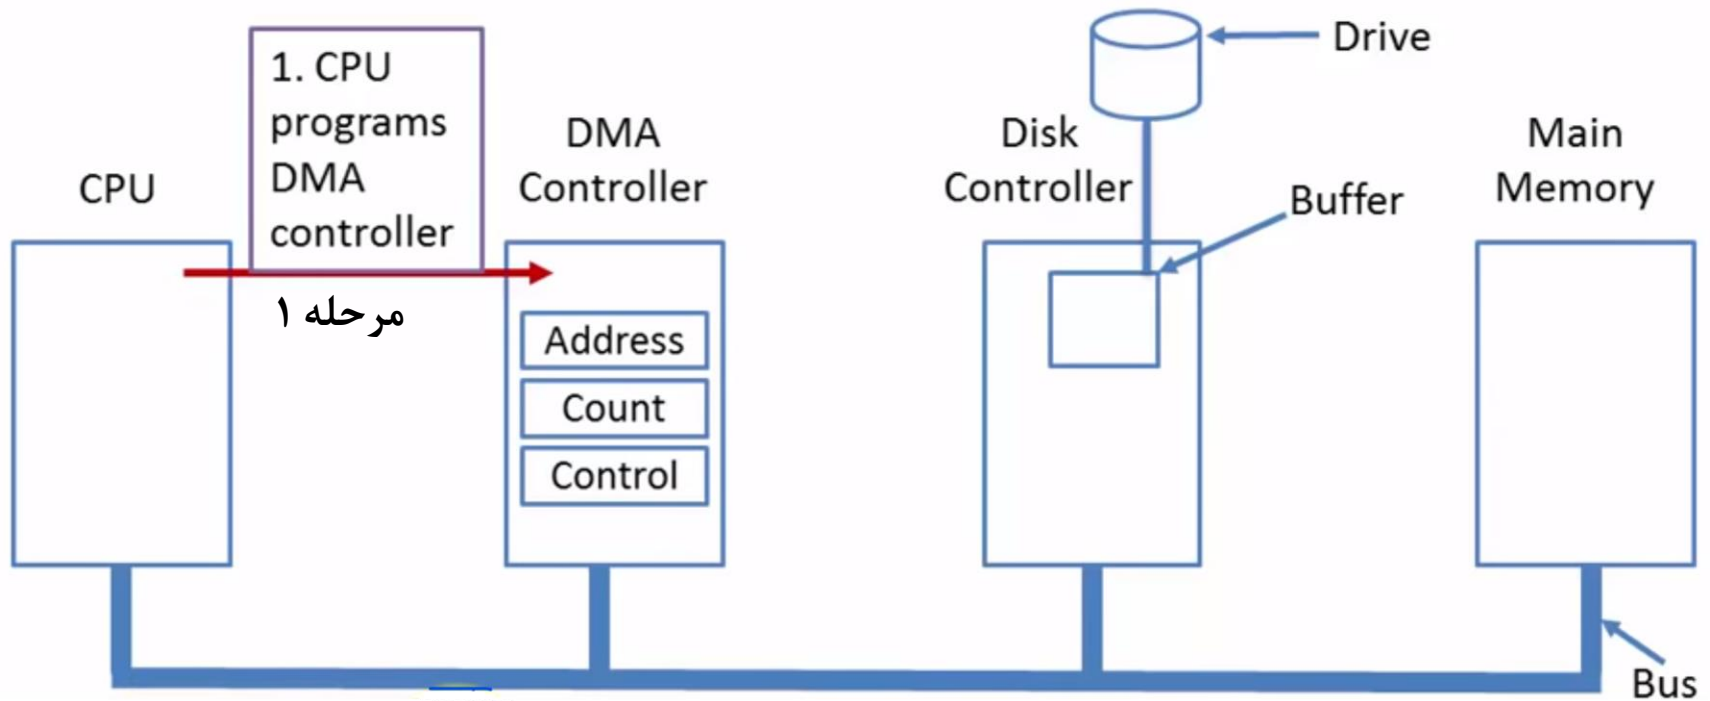 1. CPU
programs
DMA
controller
CPU
DMA
Controller
Disk
Controller
Drive
Buffer
Main
Memory
مرحله ۱
Address
Count
Control
Bus